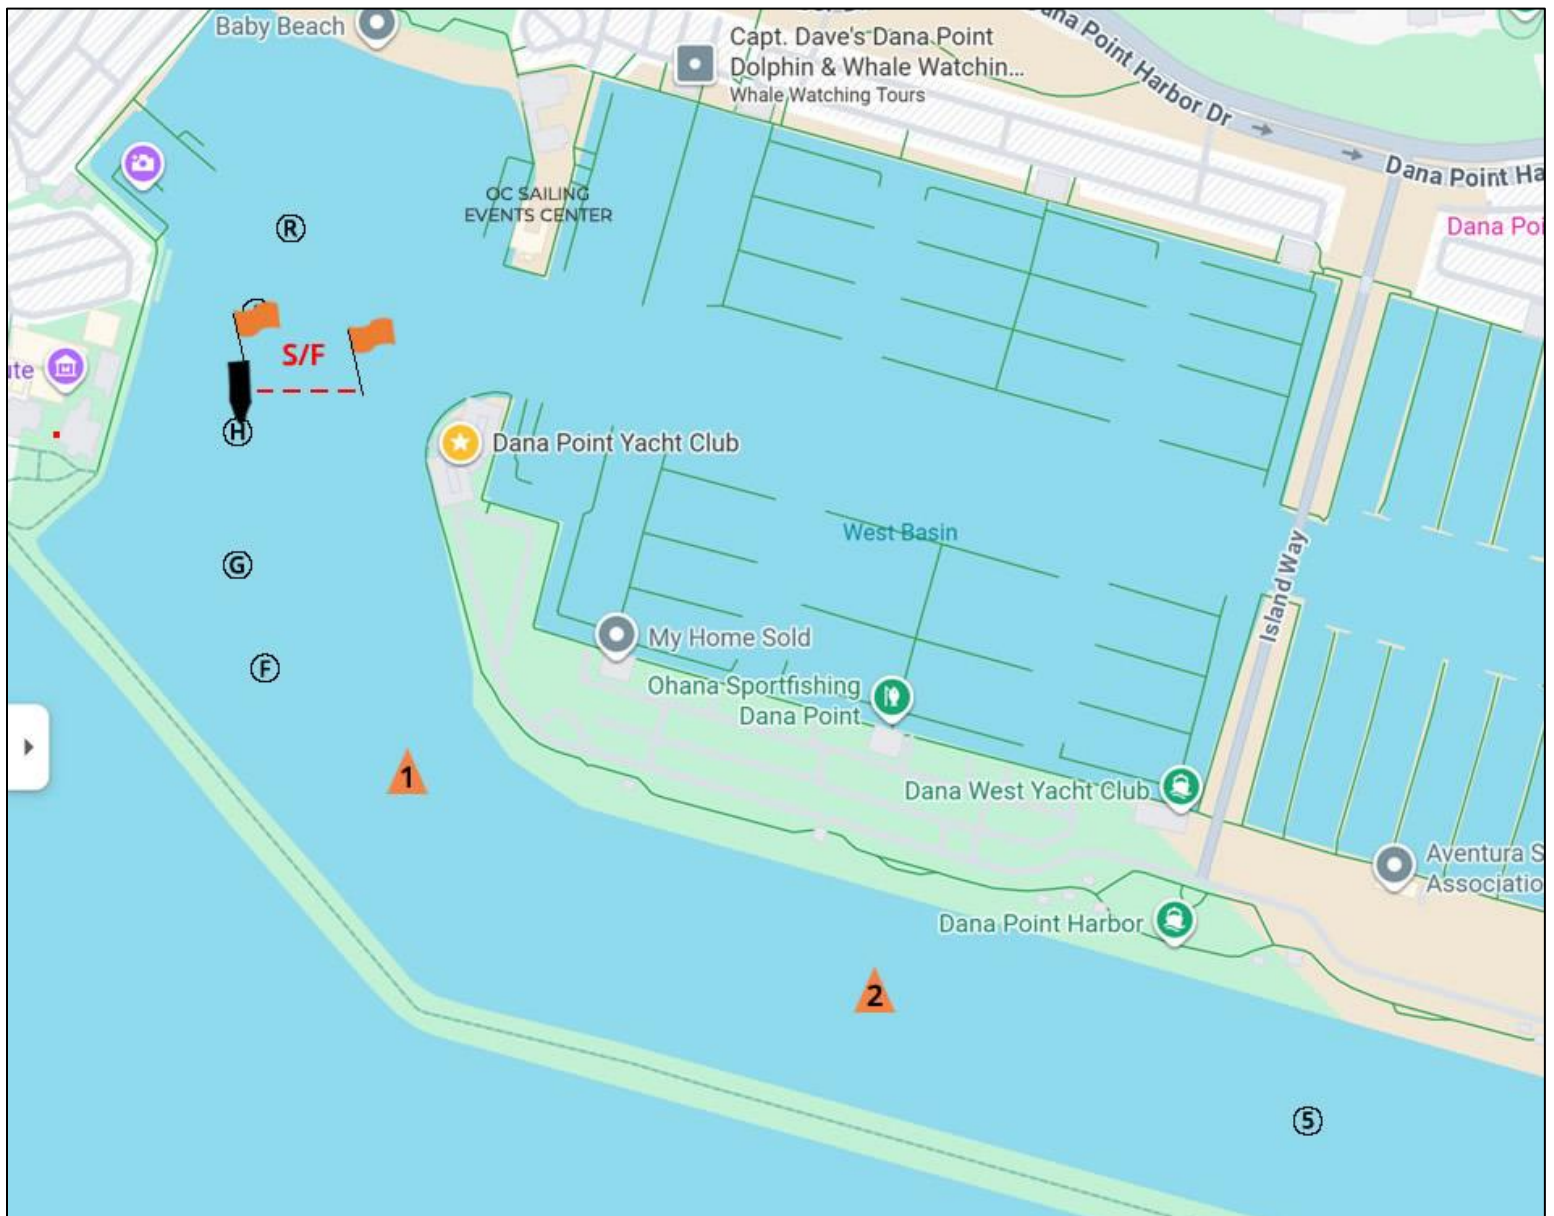 Baby Beach
Capt. Dave's Dana Point
Dolphin & Whale Watchin...
Whale Watching Tours
Dana Point Harbor Dr
Dana Point Ha
Dana Poi
OC SAILING
EVENTS CENTER
R
S/F
ute
H
Dana Point Yacht Club
West Basin
Island Way
G
My Home Sold
F
Ohana Sportfishing
Dana Point
1
Dana West Yacht Club
Aventura S
Associatio
Dana Point Harbor
2
5